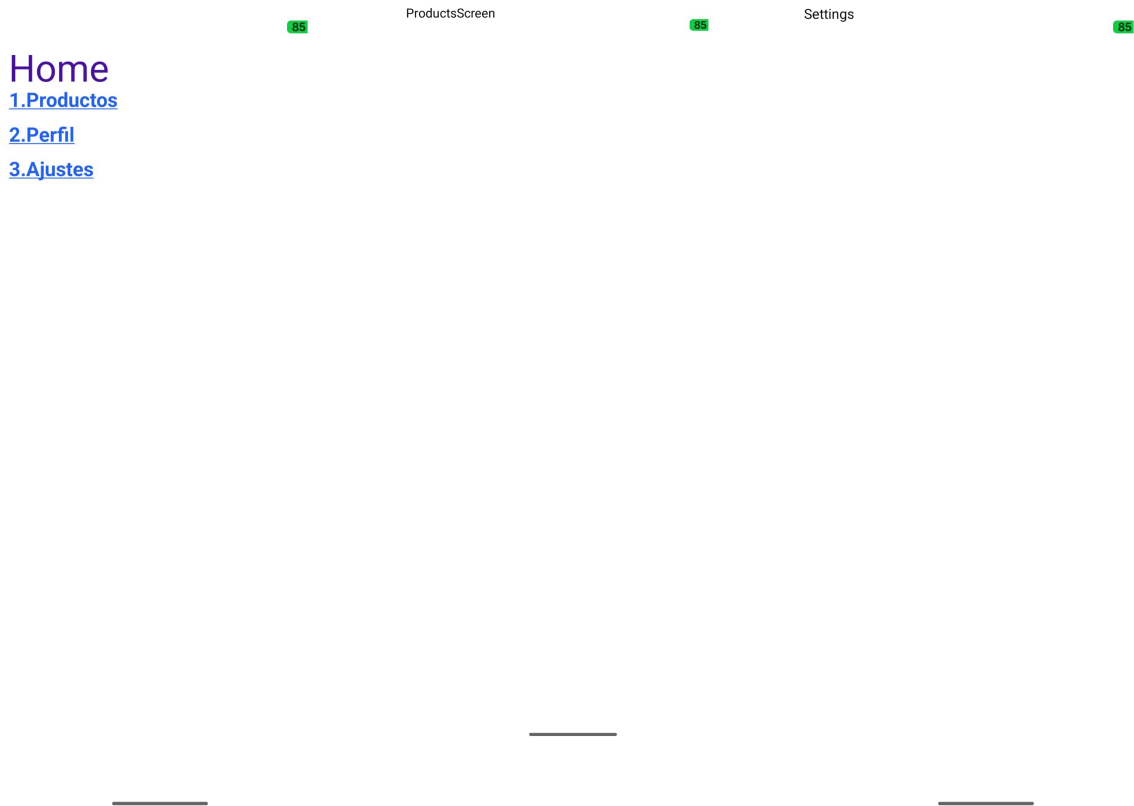 85
Home
1.Productos
2.Perfil
3.Ajustes
ProductsScreen
85
Settings
85